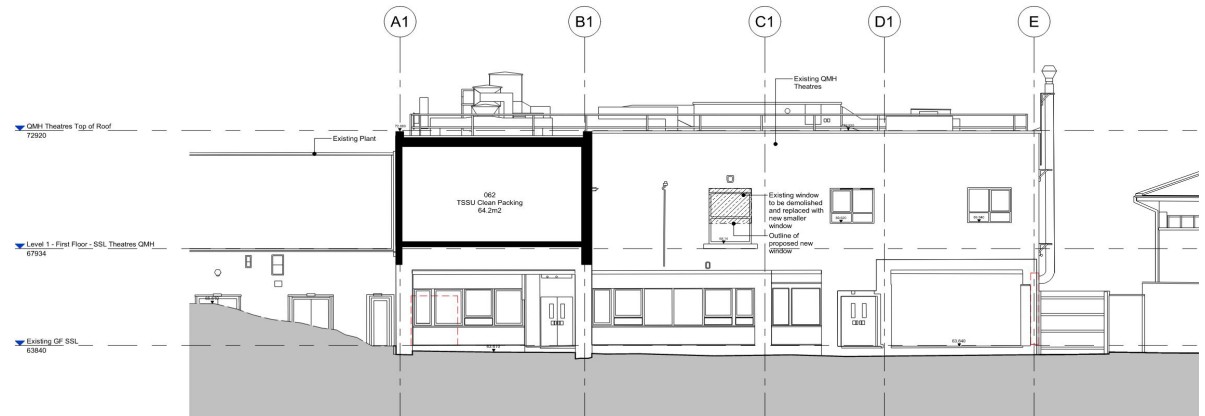 A1
B1
C1
D1
E
Existing QMH
Theatres
QMH Theatres Top of Roof
72920
Existing Plant
062
TSSU Clean Packing
64.2m2
Existing window
to be demolished
and replaced with
new smaller
window
Outline of
proposed new
window
Level 1 - First Floor - SSL Theatres QMH
67934
Existing GF SSL
63840
63.840